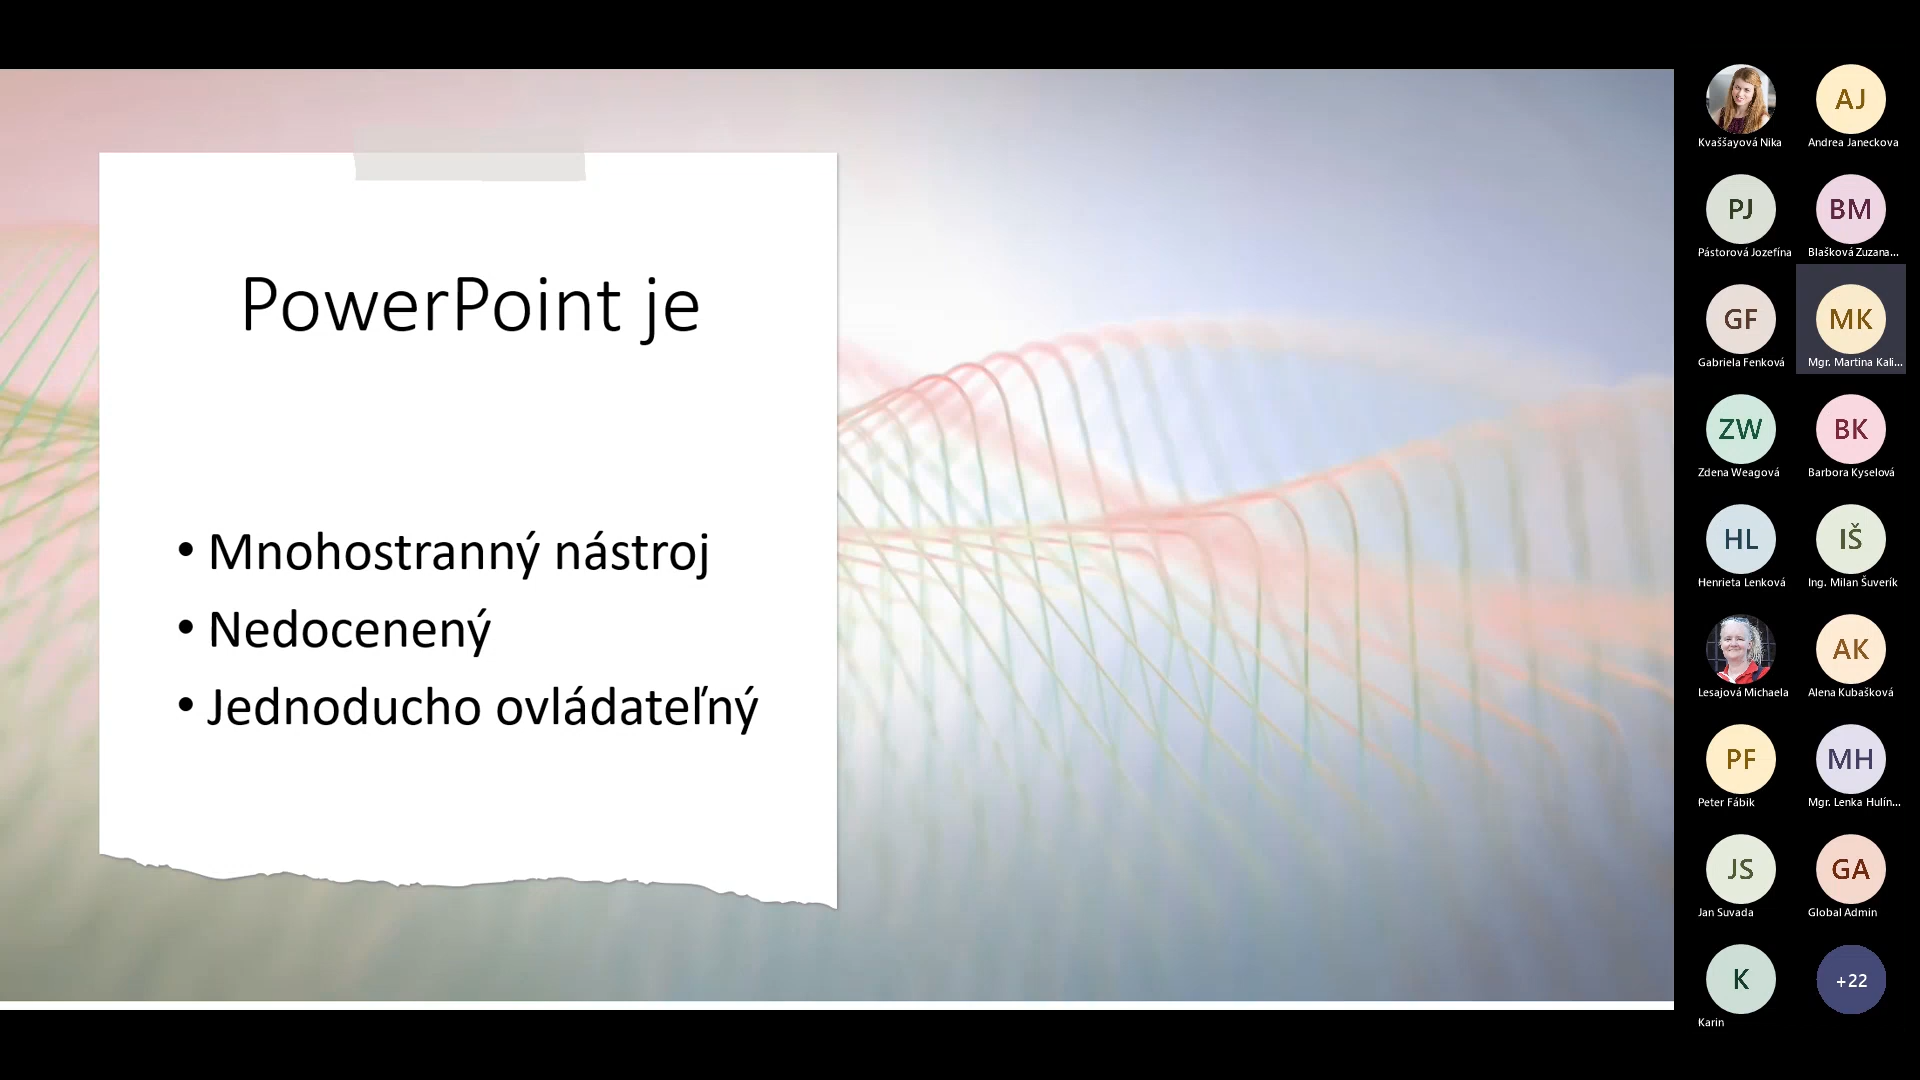 PowerPoint je
• Mnohostranný nástroj
• Nedocenený
• Jednoducho ovládateľný
Kvaššayová Nika
AJ
Andrea Janeckova
PJ
Pástorová Jozefína
BM
Blašková Zuzana...
GF
Gabriela Fenková
MK
Mgr. Martina Kali...
ZW
Zdena Weagová
BK
Barbora Kyselová
HL
Henrieta Lenková
IŠ
Ing. Milan Šuverík
Lesajová Michaela
AK
Alena Kubašková
PF
Peter Fábik
MH
Mgr. Lenka Hulín...
JS
Jan Suvada
GA
Global Admin
K
Karin
+22